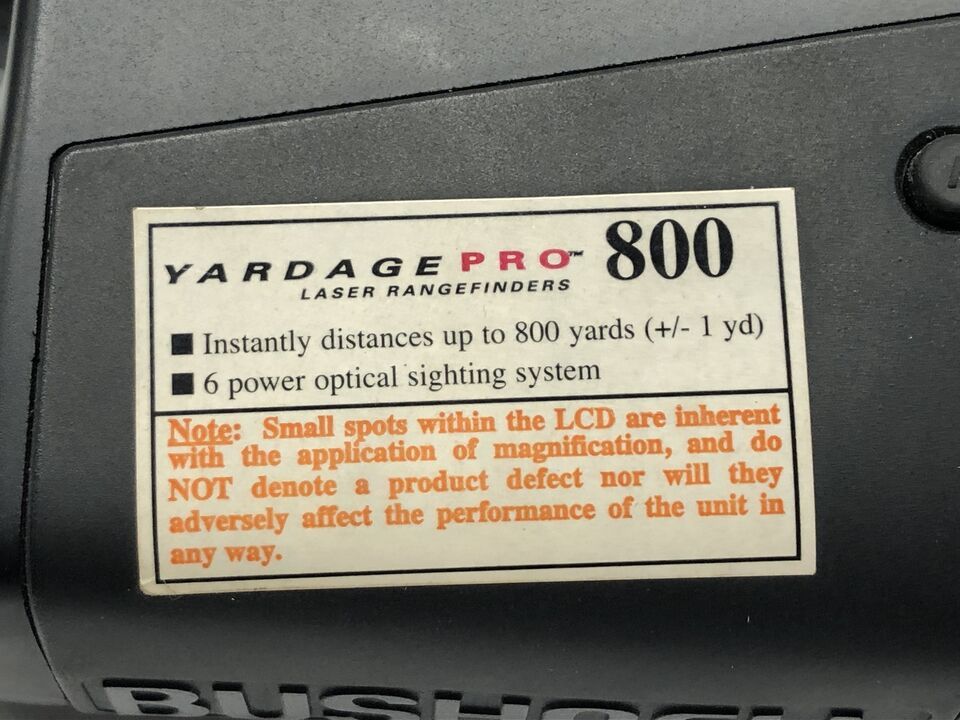 YARDAGE PRO™ 800
LASER RANGEFINDERS
■ Instantly distances up to 800 yards (+/- 1 yd)
■ 6 power optical sighting system
Note: Small spots within the LCD are inherent
with the application of magnification, and do
NOT denote a product defect nor will they
adversely affect the performance of the unit in
any way.
BUSHNELL